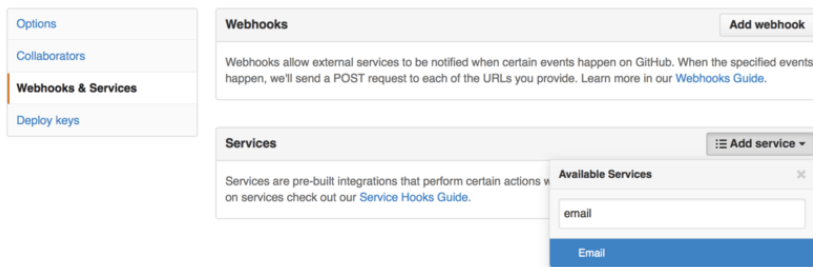 Options
Collaborators
Webhooks & Services
Deploy keys
Webhooks
Add webhook
Webhooks allow external services to be notified when certain events happen on GitHub. When the specified events
happen, we'll send a POST request to each of the URLs you provide. Learn more in our Webhooks Guide.
Services
Add service
Services are pre-built integrations that perform certain actions
on services check out our Service Hooks Guide.
Available Services
email
Email